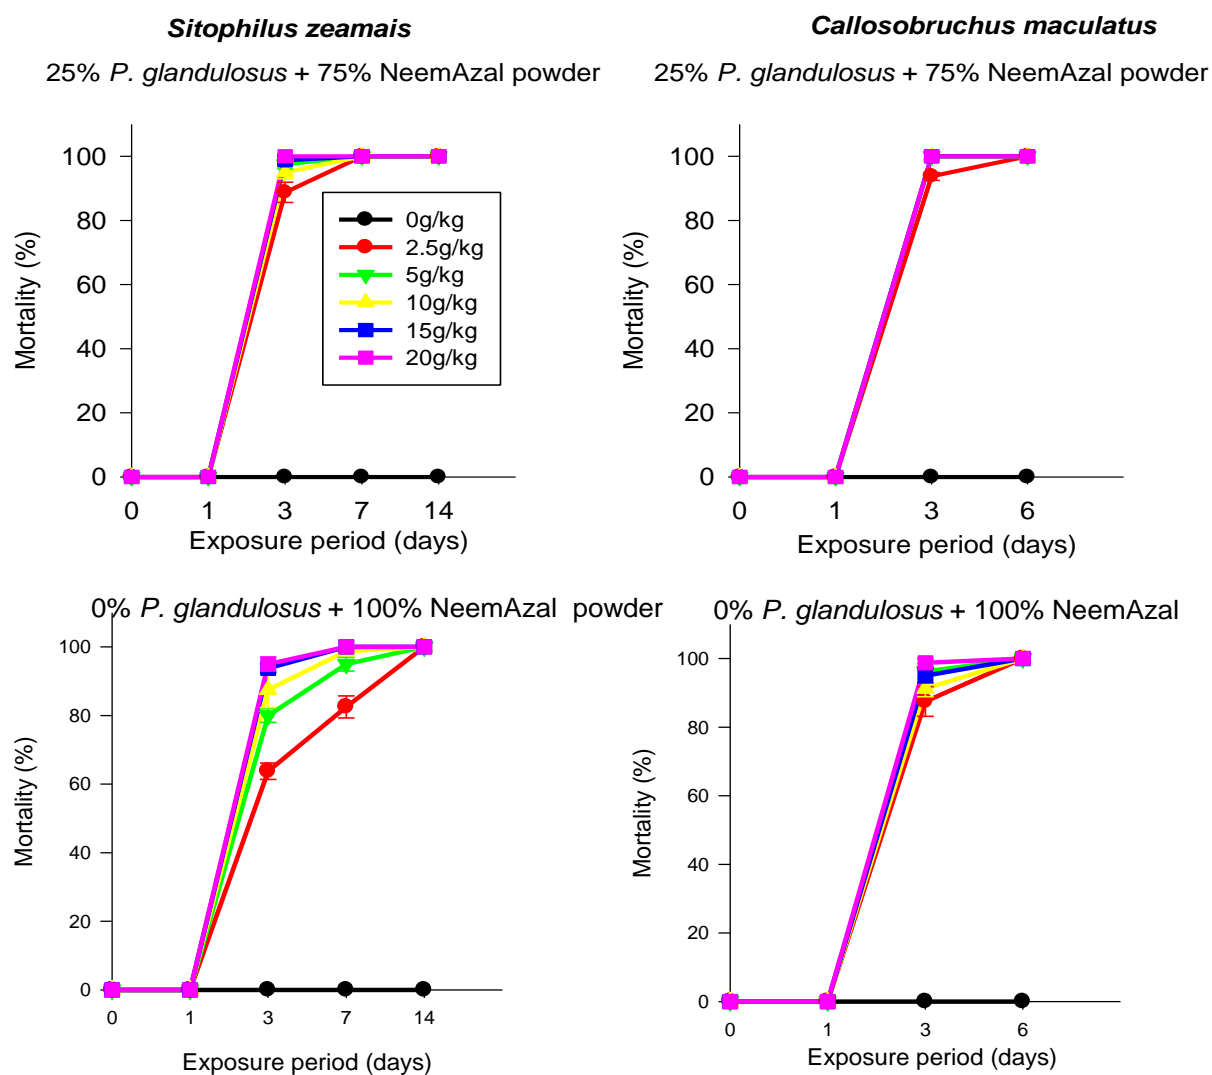 Sitophilus zeamais
Callosobruchus maculatus
25% P. glandulosus + 75% NeemAzal powder
25% P. glandulosus + 75% NeemAzal powder
Mortality (%)
100
80
60
40
20
0
0 1 3 7 14
Exposure period (days)
0g/kg
2.5g/kg
5g/kg
10g/kg
15g/kg
20g/kg
Mortality (%)
100
80
60
40
20
0
0 1 3 6
Exposure period (days)
0% P. glandulosus + 100% NeemAzal powder
0% P. glandulosus + 100% NeemAzal
Mortality (%)
100
80
60
40
20
0
0 1 3 7 14
Exposure period (days)
Mortality (%)
100
80
60
40
20
0
0 1 3 6
Exposure period (days)